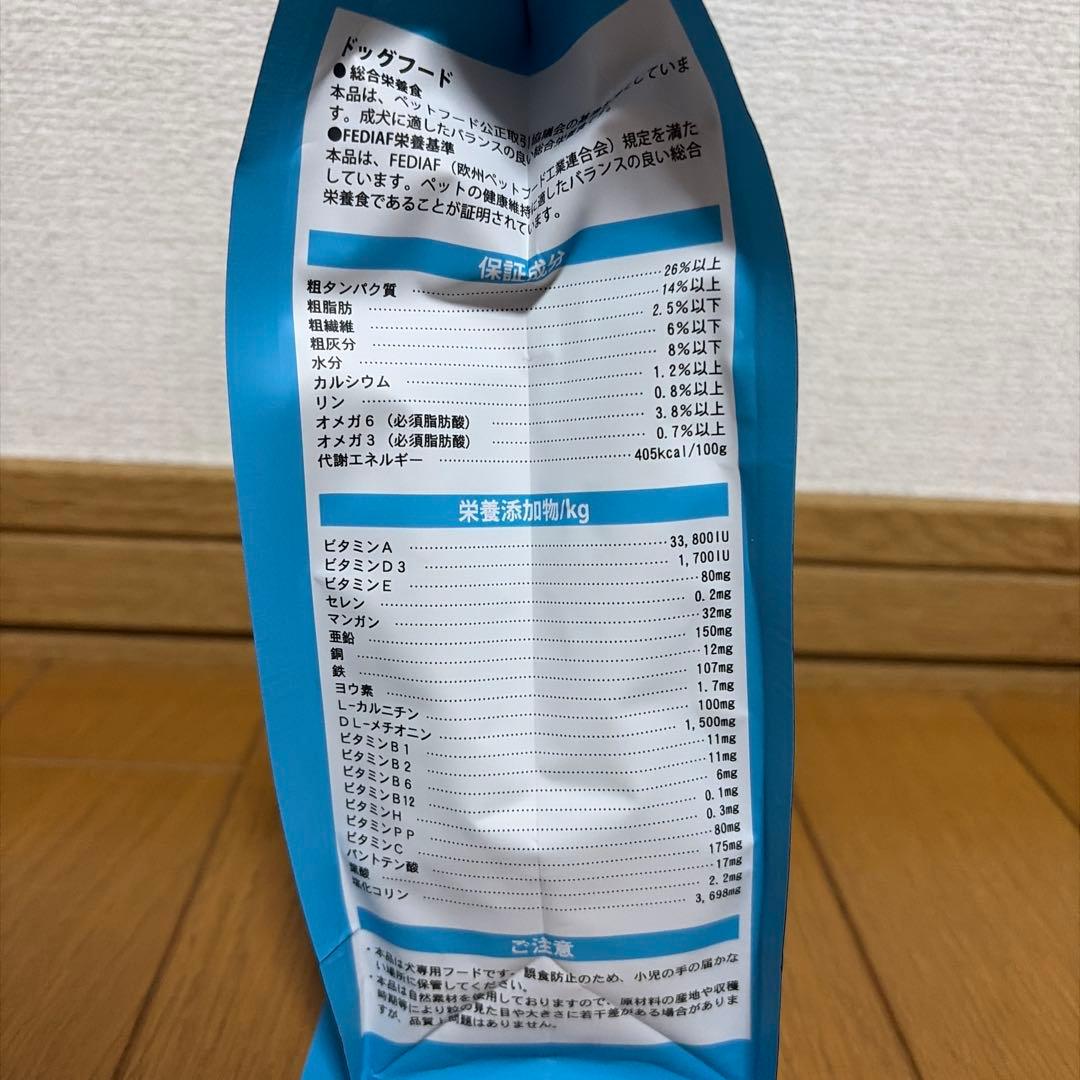 ドッグフード
●総合栄養食
本品は、ペットフード公正取引協議会の基準を満たしていま
す。成犬に適したバランスの良い総合栄養食です。
●FEDIAF栄養基準
本品は、FEDIAF（欧州ペットフード工業連合会）規定を満た
しています。ペットの健康維持に適したバランスの良い総合
栄養食であることが証明されています。
保証成分
粗タンパク質 26％以上
粗脂肪 14％以上
粗繊維 2.5％以下
粗灰分 6％以下
水分 8％以下
カルシウム 1.2％以上
リン 0.8％以上
オメガ6（必須脂肪酸） 3.8％以上
オメガ3（必須脂肪酸） 0.7％以上
代謝エネルギー 405kcal/100g
栄養添加物/kg
ビタミンA 33,800IU
ビタミンD3 1,700IU
ビタミンE 80mg
セレン 0.2mg
マンガン 32mg
亜鉛 150mg
銅 12mg
鉄 107mg
ヨウ素 1.7mg
L-カルニチン 100mg
DL-メチオニン 1,500mg
ビタミンB1 11mg
ビタミンB2 11mg
ビタミンB6 6mg
ビタミンB12 0.1mg
ビタミンH 0.3mg
ビタミンPP 80mg
ビタミンC 175mg
パントテン酸 17mg
葉酸 2.2mg
塩化コリン 3,698mg
ご注意
・本品は犬専用フードです。誤食防止のため、小児の手の届かな
い場所に保管してください。
・本品は自然素材を使用しておりますので、原材料の産地や収穫
時期等により粒の見た目や大きさに若干差がある場合がありま
すが、品質上問題はありません。